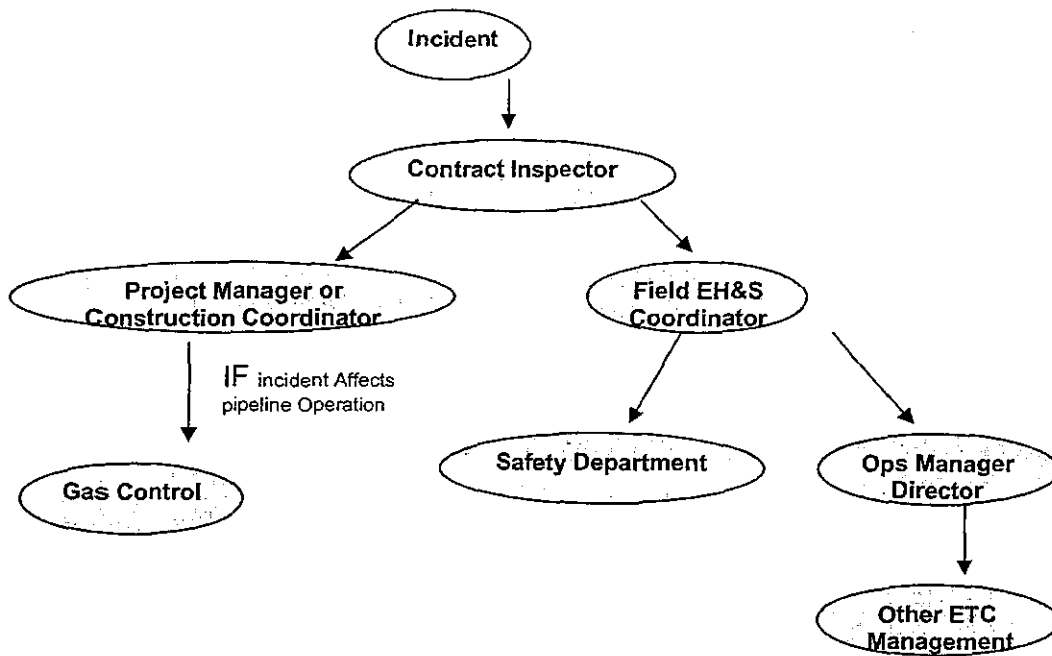 Incident
Contract Inspector
Project Manager or
Construction Coordinator
Field EH&S
Coordinator
IF incident Affects
pipeline Operation
Gas Control
Safety Department
Ops Manager
Director
Other ETC
Management